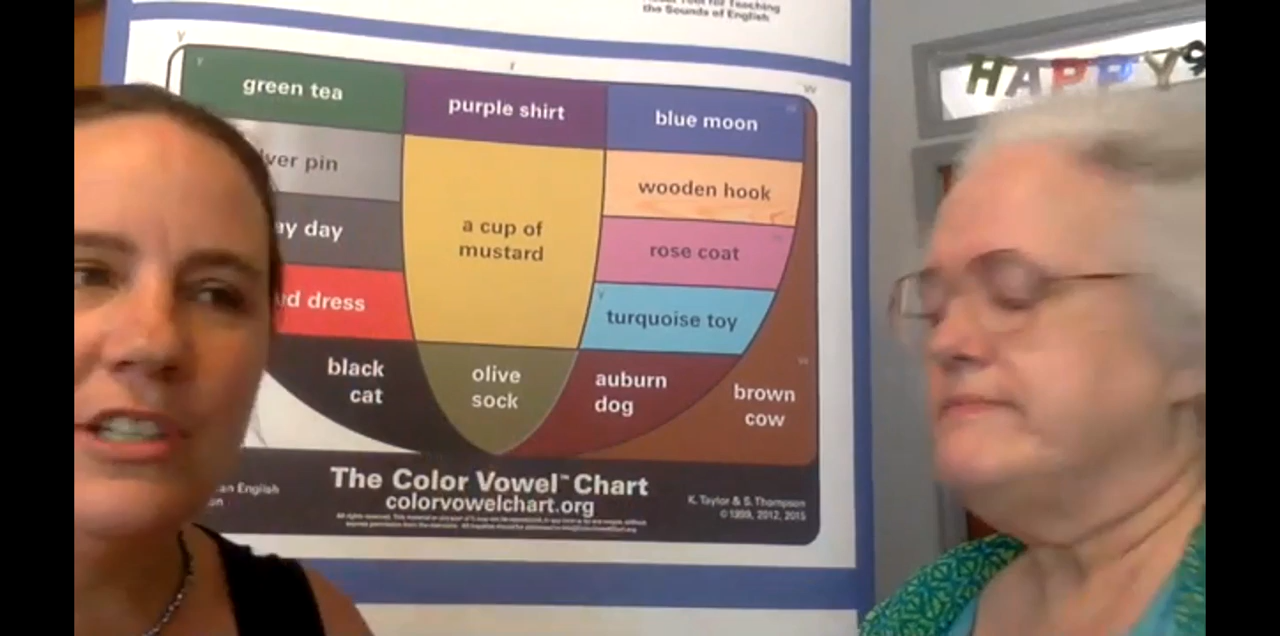 the Sounds of English
HAPPY
green tea
purple shirt
blue moon
pin
wooden hook
day
a cup of
mustard
rose coat
dress
turquoise toy
black
cat
olive
sock
auburn
dog
brown
cow
The Color Vowel™ Chart
colorvowelchart.org
English
K. Taylor & S. Thompson
© 1999, 2012, 2015